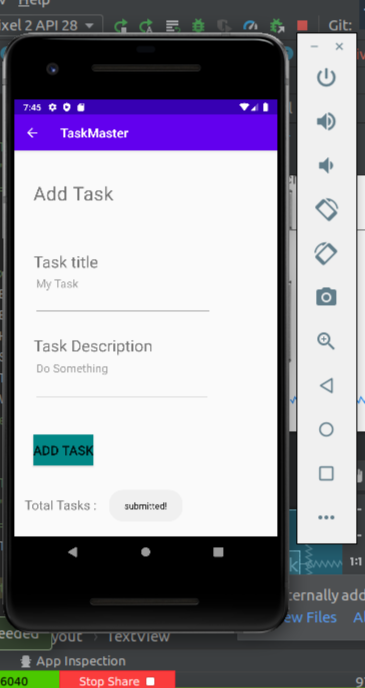 Help
xel 2 API 28
Git:
7:45
TaskMaster
Add Task
Task title
My Task
Task Description
Do Something
ADD TASK
Total Tasks :
submitted!
1:1
ternally add
ew Files
eeded
yout
TextView
App Inspection
6040
Stop Share